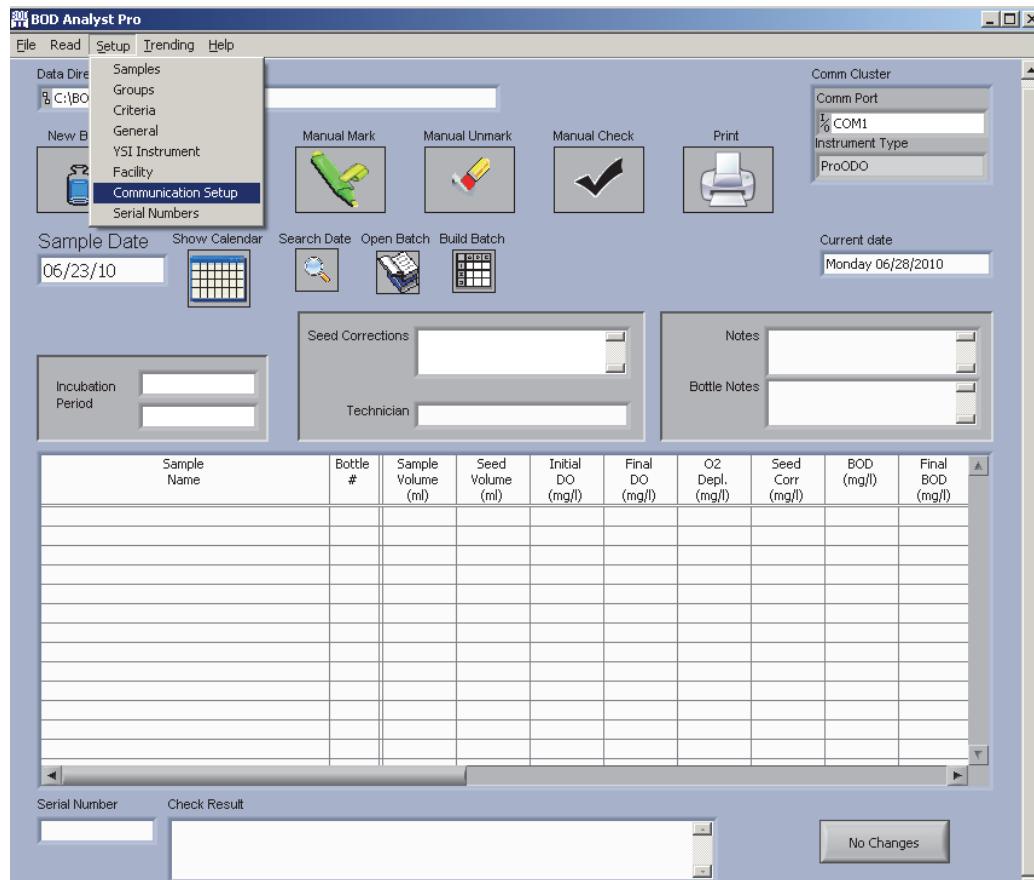 BOD Analyst Pro
File Read Setup Trending Help
Samples
Groups
Criteria
General
YSI Instrument
Facility
Communication Setup
Serial Numbers
Data Dire
C:\BO
Comm Cluster
Comm Port
COM1
Instrument Type
ProODO
New B
Manual Mark
Manual Unmark
Manual Check
Print
Sample Date
06/23/10
Show Calendar
Search Date
Open Batch
Build Batch
Current date
Monday 06/28/2010
Incubation
Period
Seed Corrections
Technician
Notes
Bottle Notes
Sample
Name
Bottle
#
Sample
Volume
(ml)
Seed
Volume
(ml)
Initial
DO
(mg/l)
Final
DO
(mg/l)
O2
Depl.
(mg/l)
Seed
Corr
(mg/l)
BOD
(mg/l)
Final
BOD
(mg/l)
Serial Number
Check Result
No Changes